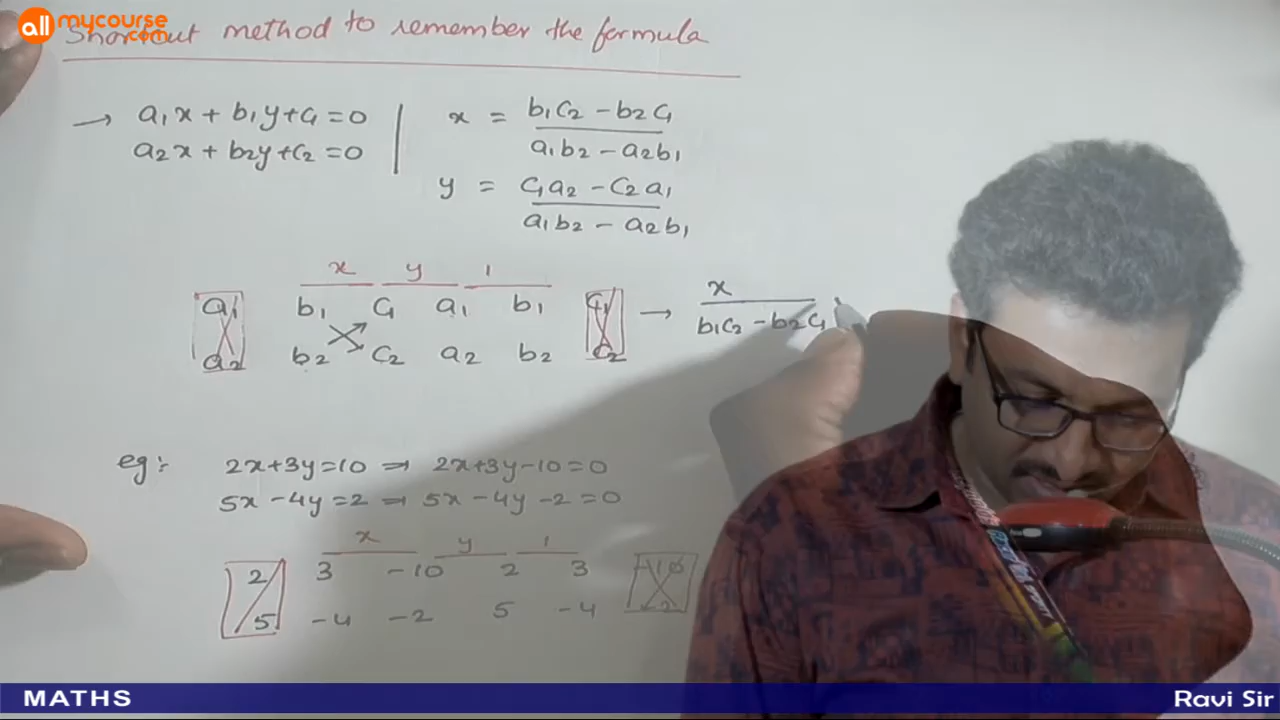 allmycourse.com
Shortcut method to remember the formula
→ a₁x + b₁y + c₁ = 0
a₂x + b₂y + c₂ = 0
x = b₁c₂ - b₂c₁ / a₁b₂ - a₂b₁
y = c₁a₂ - c₂a₁ / a₁b₂ - a₂b₁
x y 1
a₁ b₁ c₁ a₁ b₁ c₁ → x / b₁c₂ - b₂c₁
a₂ b₂ c₂ a₂ b₂ c₂
eg:
2x+3y=10 ⇒ 2x+3y-10=0
5x-4y=2 ⇒ 5x-4y-2=0
x y 1
2 3 -10 2 3 -10
5 -4 -2 5 -4 -2
MATHS
Ravi Sir